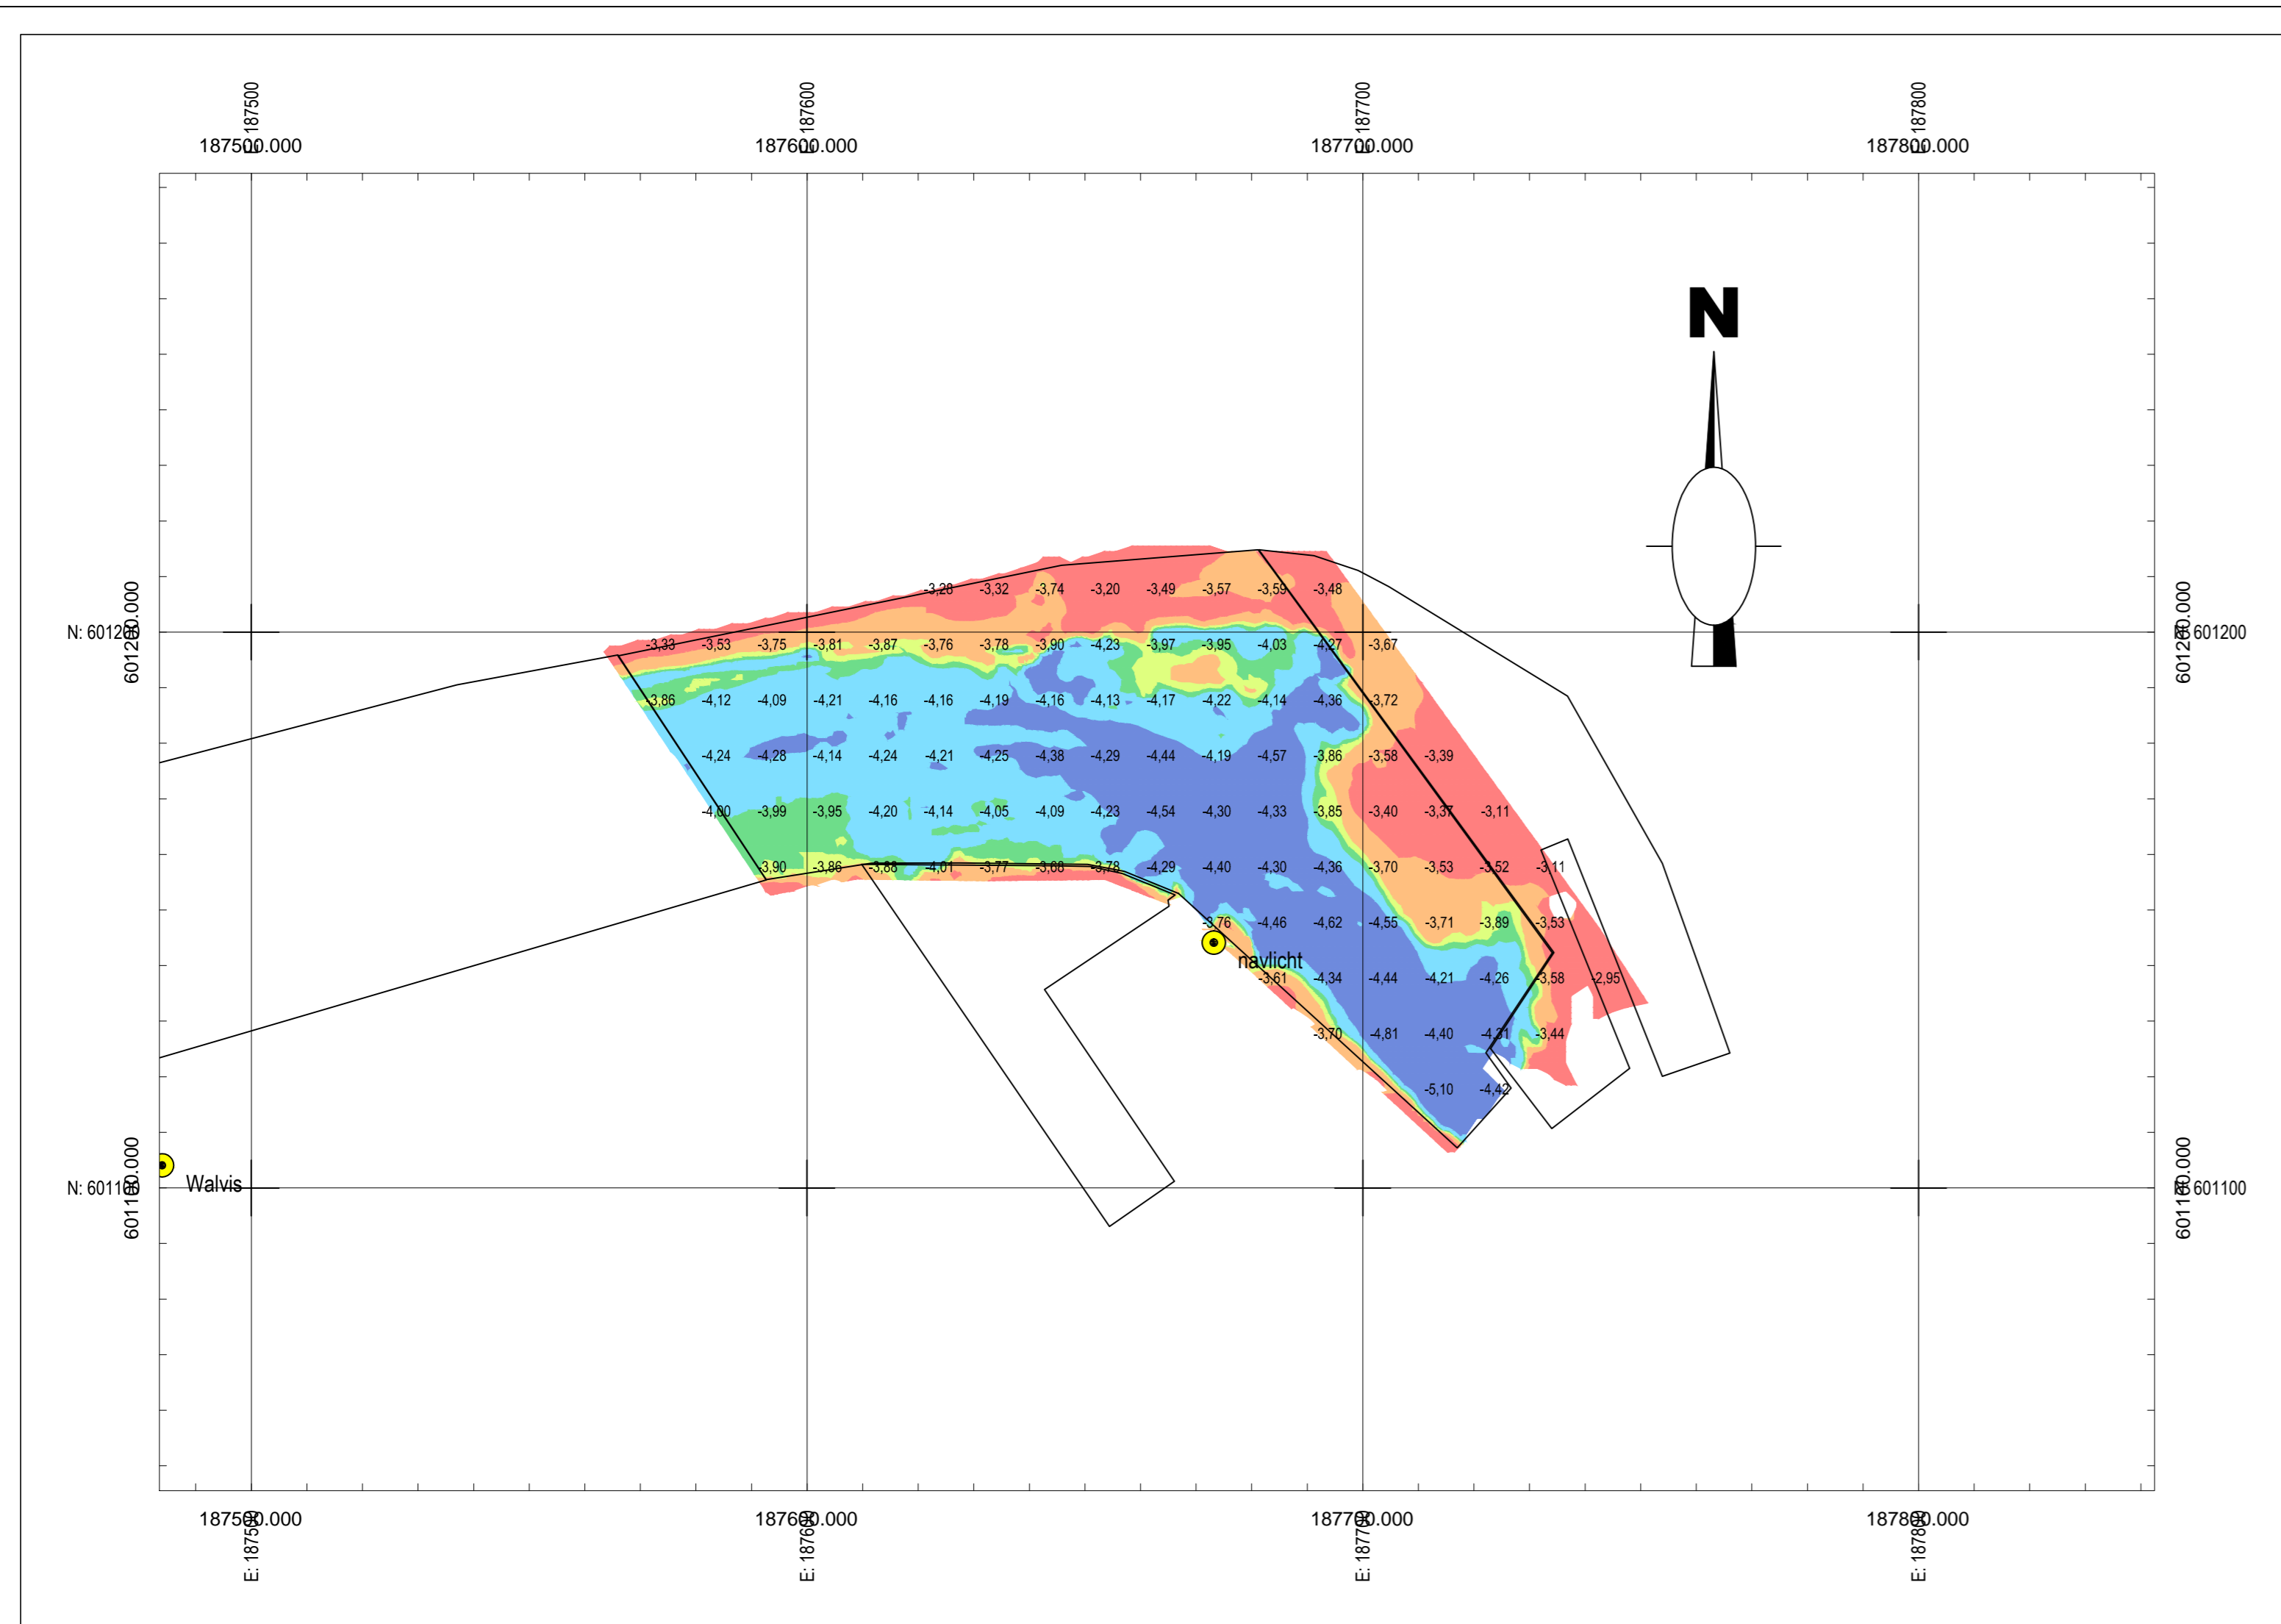 E: 187500 E: 187600 E: 187700 E: 187800
187500.000 187600.000 187700.000 187800.000
N
-3,28 -3,32 -3,74 -3,20 -3,49 -3,57 -3,59 -3,48
N: 601200 601200.000 601200.000 N: 601200
-3,33 -3,53 -3,75 -3,81 -3,87 -3,76 -3,78 -3,90 -4,23 -3,97 -3,95 -4,03 -4,27 -3,67
-3,86 -4,12 -4,09 -4,21 -4,16 -4,16 -4,19 -4,16 -4,13 -4,17 -4,22 -4,14 -4,36 -3,72
-4,24 -4,28 -4,14 -4,24 -4,21 -4,25 -4,38 -4,29 -4,44 -4,19 -4,57 -3,86 -3,58 -3,39
-4,00 -3,99 -3,95 -4,20 -4,14 -4,05 -4,09 -4,23 -4,54 -4,30 -4,33 -3,85 -3,40 -3,37 -3,11
-3,90 -3,86 -3,88 -4,01 -3,77 -3,68 -3,78 -4,29 -4,40 -4,30 -4,36 -3,70 -3,53 -3,52 -3,11
-3,76 -4,46 -4,62 -4,55 -3,71 -3,89 -3,53
navlicht
-3,61 -4,34 -4,44 -4,21 -4,26 -3,58 -2,95
-3,70 -4,81 -4,40 -4,31 -3,44
-5,10 -4,42
Walvis
N: 601100 601100.000 601100.000 N: 601100
187500.000 187600.000 187700.000 187800.000
E: 187500 E: 187600 E: 187700 E: 187800